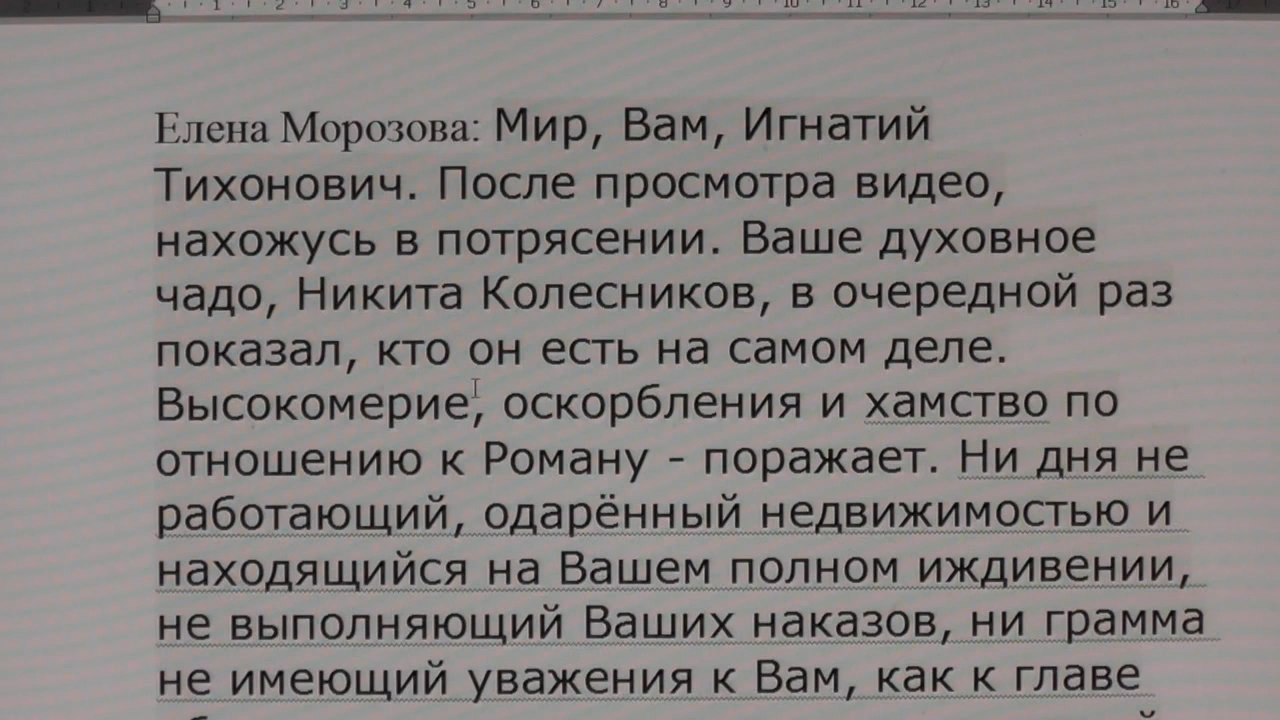 Елена Морозова: Мир, Вам, Игнатий
Тихонович. После просмотра видео,
нахожусь в потрясении. Ваше духовное
чадо, Никита Колесников, в очередной раз
показал, кто он есть на самом деле.
Высокомерие, оскорбления и хамство по
отношению к Роману - поражает. Ни дня не
работающий, одарённый недвижимостью и
находящийся на Вашем полном иждивении,
не выполняющий Ваших наказов, ни грамма
не имеющий уважения к Вам, как к главе